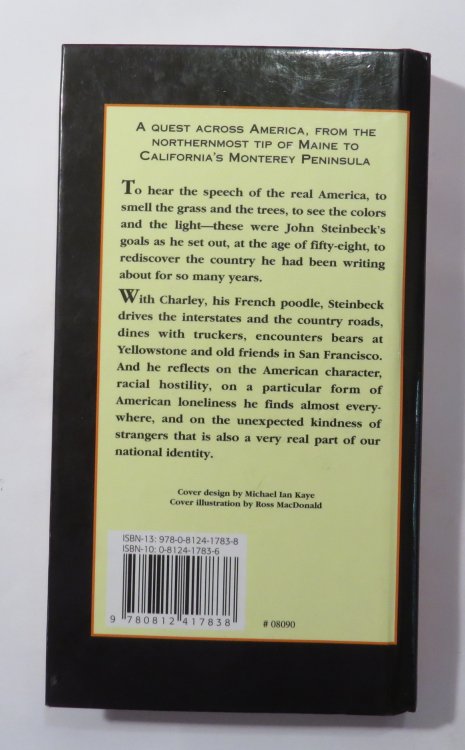 A QUEST ACROSS AMERICA, FROM THE
NORTHERNMOST TIP OF MAINE TO
CALIFORNIA'S MONTEREY PENINSULA
To hear the speech of the real America, to
smell the grass and the trees, to see the colors
and the light—these were John Steinbeck's
goals as he set out, at the age of fifty-eight, to
rediscover the country he had been writing
about for so many years.
With Charley, his French poodle, Steinbeck
drives the interstates and the country roads,
dines with truckers, encounters bears at
Yellowstone and old friends in San Francisco.
And he reflects on the American character,
racial hostility, on a particular form of
American loneliness he finds almost every-
where, and on the unexpected kindness of
strangers that is also a very real part of our
national identity.
Cover design by Michael Ian Kaye
Cover illustration by Ross MacDonald
ISBN-13: 978-0-8124-1783-8
ISBN-10: 0-8124-1783-6
9 780812 417838
# 08090